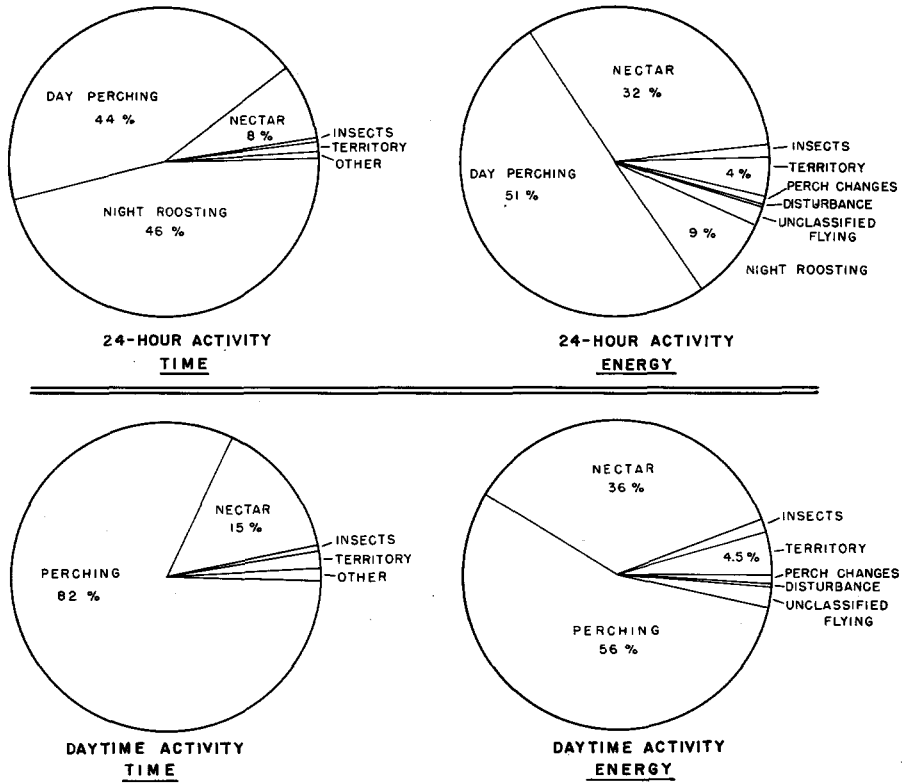 DAY PERCHING
44 %
NECTAR
8 %
INSECTS
TERRITORY
OTHER
NIGHT ROOSTING
46 %
24-HOUR ACTIVITY
TIME
NECTAR
32 %
INSECTS
4 %
TERRITORY
PERCH CHANGES
DISTURBANCE
UNCLASSIFIED
FLYING
DAY PERCHING
51 %
9 %
NIGHT ROOSTING
24-HOUR ACTIVITY
ENERGY
NECTAR
15 %
INSECTS
TERRITORY
OTHER
PERCHING
82 %
DAYTIME ACTIVITY
TIME
NECTAR
36 %
INSECTS
4.5 %
TERRITORY
PERCH CHANGES
DISTURBANCE
UNCLASSIFIED
FLYING
PERCHING
56 %
DAYTIME ACTIVITY
ENERGY